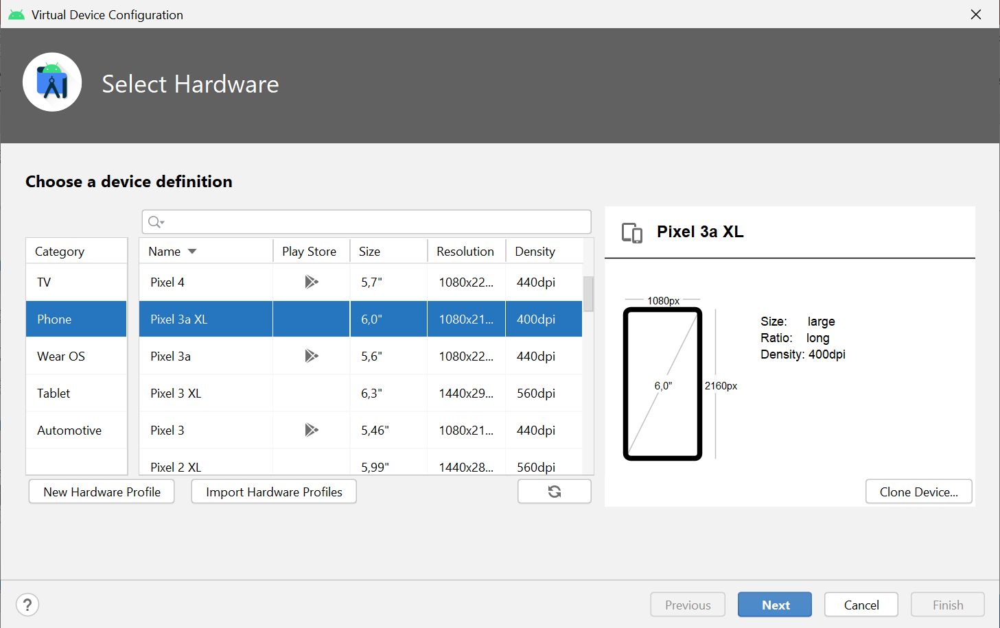 Virtual Device Configuration
Select Hardware
Choose a device definition
Category
TV
Phone
Wear OS
Tablet
Automotive
Name Play Store Size Resolution Density
Pixel 4 5,7" 1080x22... 440dpi
Pixel 3a XL 6,0" 1080x21... 400dpi
Pixel 3a 5,6" 1080x22... 440dpi
Pixel 3 XL 6,3" 1440x29... 560dpi
Pixel 3 5,46" 1080x21... 440dpi
Pixel 2 XL 5,99" 1440x28... 560dpi
New Hardware Profile Import Hardware Profiles
Pixel 3a XL
1080px
6,0"
2160px
Size: large
Ratio: long
Density: 400dpi
Clone Device...
? Previous Next Cancel Finish